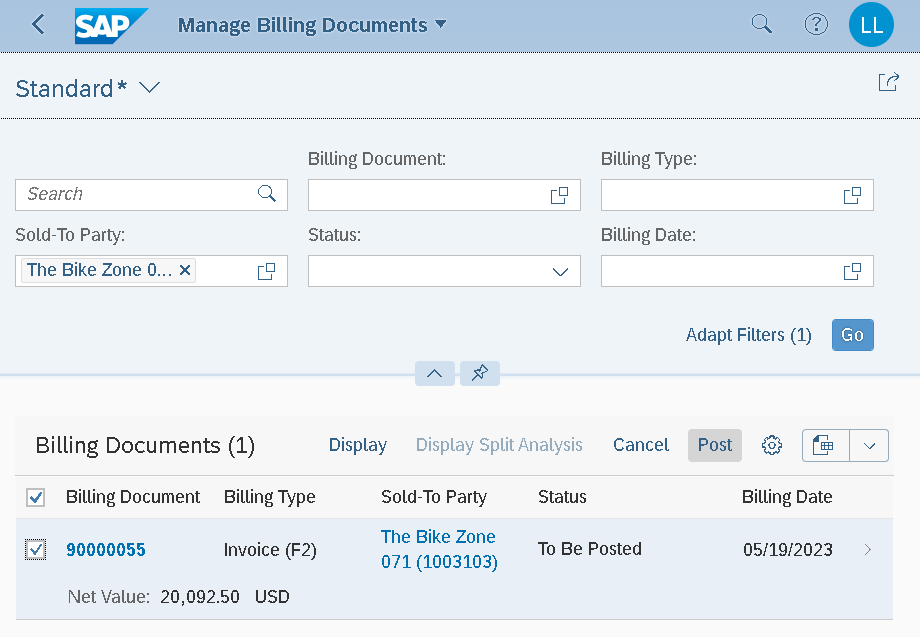 SAP Manage Billing Documents LL
Standard*
Billing Document: Billing Type:
Search
Sold-To Party: Status: Billing Date:
The Bike Zone 0...
Adapt Filters (1) Go
Billing Documents (1) Display Display Split Analysis Cancel Post
Billing Document Billing Type Sold-To Party Status Billing Date
90000055 Invoice (F2) The Bike Zone To Be Posted 05/19/2023
071 (1003103)
Net Value: 20,092.50 USD